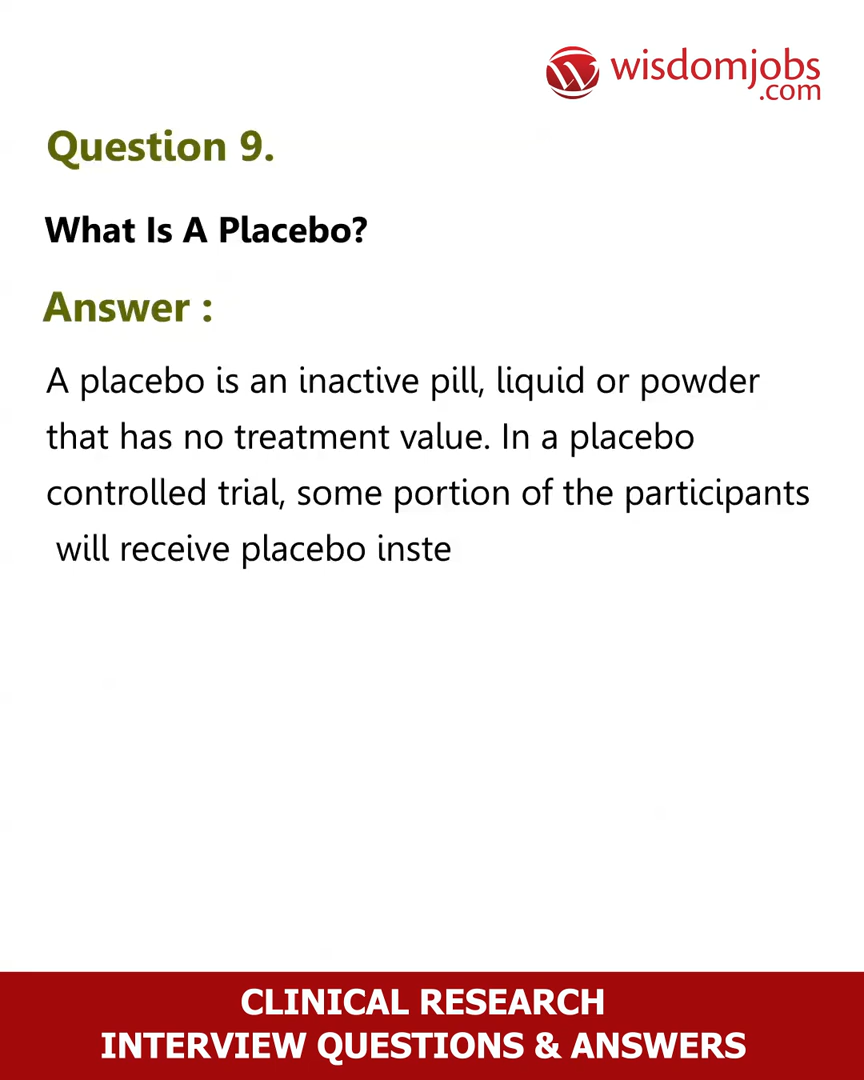 wisdomjobs
.com
Question 9.
What Is A Placebo?
Answer :
A placebo is an inactive pill, liquid or powder
that has no treatment value. In a placebo
controlled trial, some portion of the participants
will receive placebo inste
CLINICAL RESEARCH
INTERVIEW QUESTIONS & ANSWERS